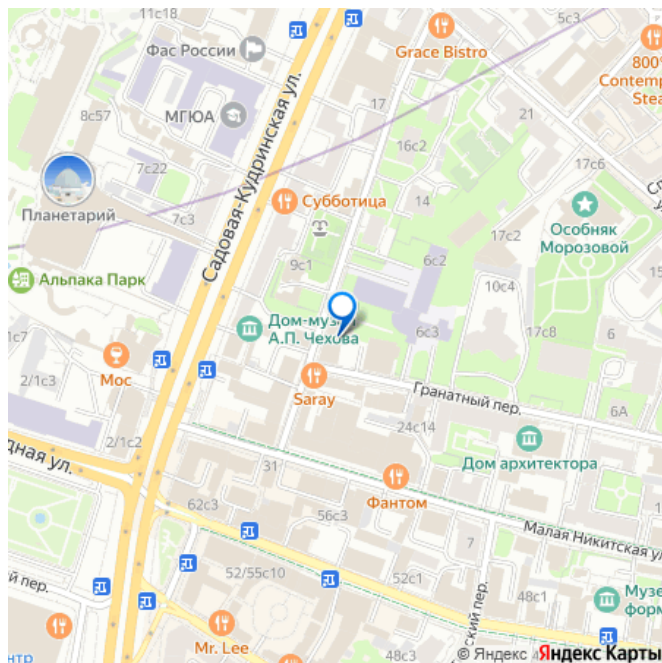 11с18
5с3
Фас России
Grace Bistro
800°
Contemp
Stea
8с57
МГЮА
17
21
16с2
7с22
17с6
Планетарий
7с3
Субботица
14
Особняк
Морозовой
Садовая-Кудринская ул.
9с1
6с2
17с2
6
15
Альпака Парк
10с4
Дом-музей
А.П. Чехова
6с3
17с8
Мос
2/1с3
Saray
Гранатный пер.
6А
24с14
2/1с2
Дом архитектора
дная ул.
31
Фантом
62с3
56с3
Малая Никитская ул.
7
52/55с10
52с1
й пер.
48с1
Музе
форм
ский пер.
Mr. Lee
нтр
48с3
© Яндекс
Яндекс Карты